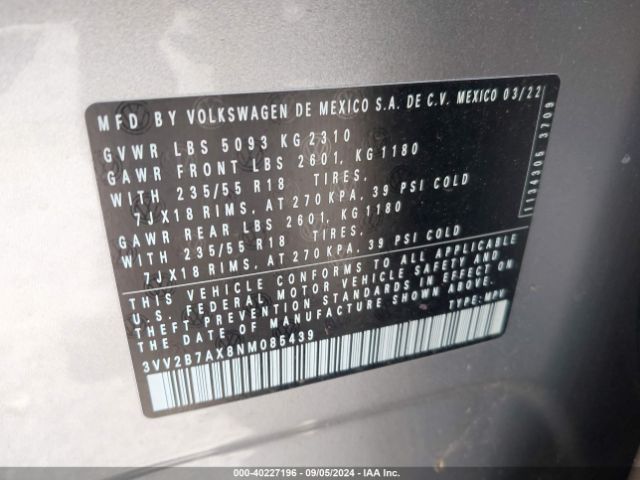 MFD BY VOLKSWAGEN DE MEXICO S.A. DE C.V. MEXICO 03/22
GVWR LBS 5093 KG 2310
GAWR FRONT LBS 2601, KG 1180
WITH 235/55 R18 TIRES,
7JX18 RIMS, AT 270 KPA, 39 PSI COLD
GAWR REAR LBS 2601, KG 1180
WITH 235/55 R18 TIRES,
7JX18 RIMS, AT 270 KPA, 39 PSI COLD
THIS VEHICLE CONFORMS TO ALL APPLICABLE
U.S. FEDERAL MOTOR VEHICLE SAFETY AND
THEFT PREVENTION STANDARDS IN EFFECT ON
THE DATE OF MANUFACTURE SHOWN ABOVE.
3VV2B7AX8NM085439 TYPE: MPV
1134305 3703
000-40227196 - 09/05/2024 - IAA Inc.